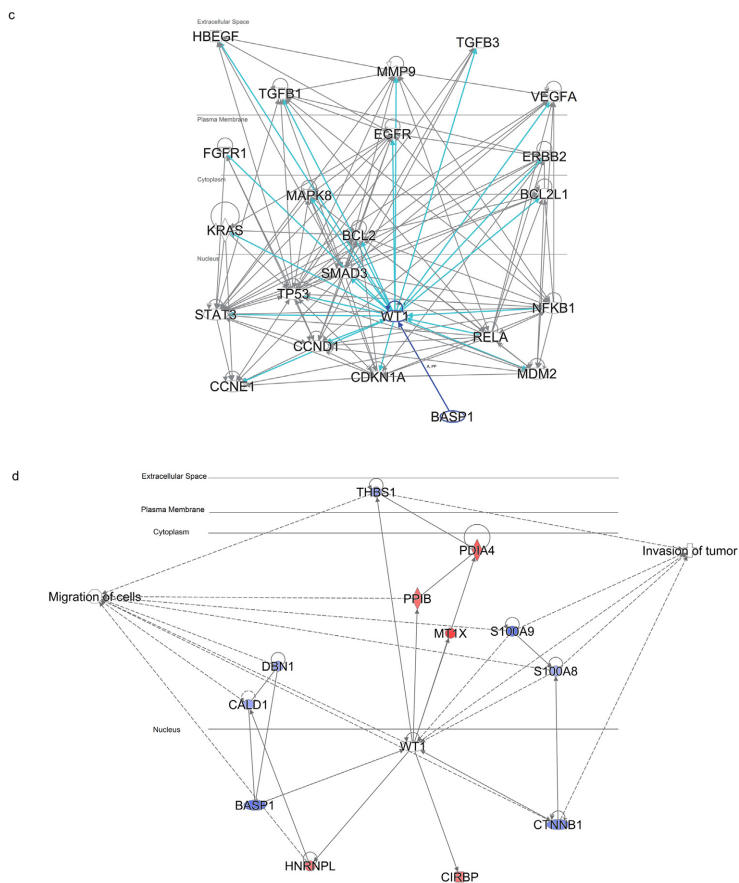 c
Extracellular Space
HBEGF
TGFB3
MMP9
TGFB1
VEGFA
Plasma Membrane
EGFR
FGFR1
ERBB2
Cytoplasm
MAPK8
BCL2L1
KRAS
BCL2
Nucleus
SMAD3
TP53
STAT3
WT1
NFKB1
RELA
CCND1
MDM2
CDKN1A
CCNE1
A, PP
BASP1
d
Extracellular Space
THBS1
Plasma Membrane
Cytoplasm
PDIA4
Invasion of tumor
Migration of cells
PPIB
MT1X
S100A9
DBN1
S100A8
CALD1
Nucleus
WT1
BASP1
CTNNB1
HNRNPL
CIRBP